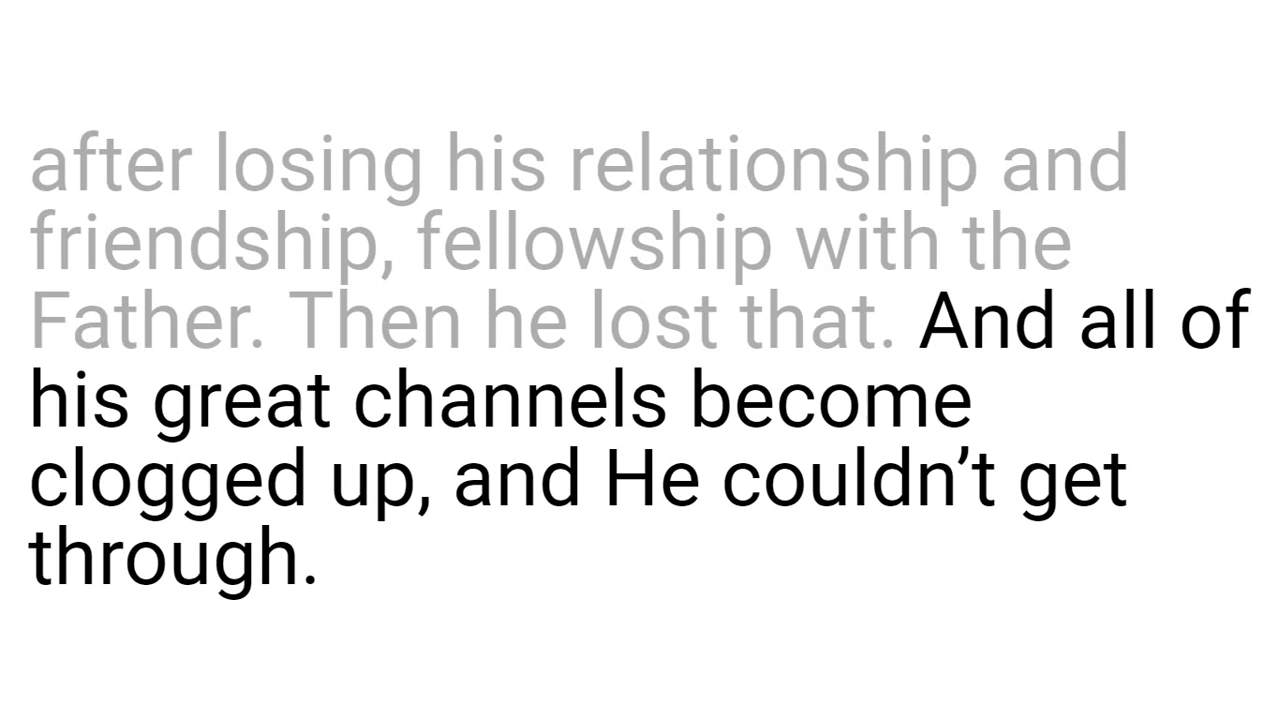 after losing his relationship and
friendship, fellowship with the
Father. Then he lost that. And all of
his great channels become
clogged up, and He couldn’t get
through.